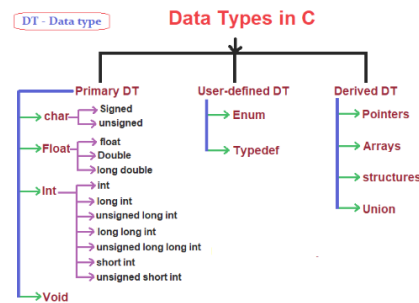 DT - Data type
Data Types in C
Primary DT
char
Signed
unsigned
Float
float
Double
long double
Int
int
long int
unsigned long int
long long int
unsigned long long int
short int
unsigned short int
Void
User-defined DT
Enum
Typedef
Derived DT
Pointers
Arrays
structures
Union